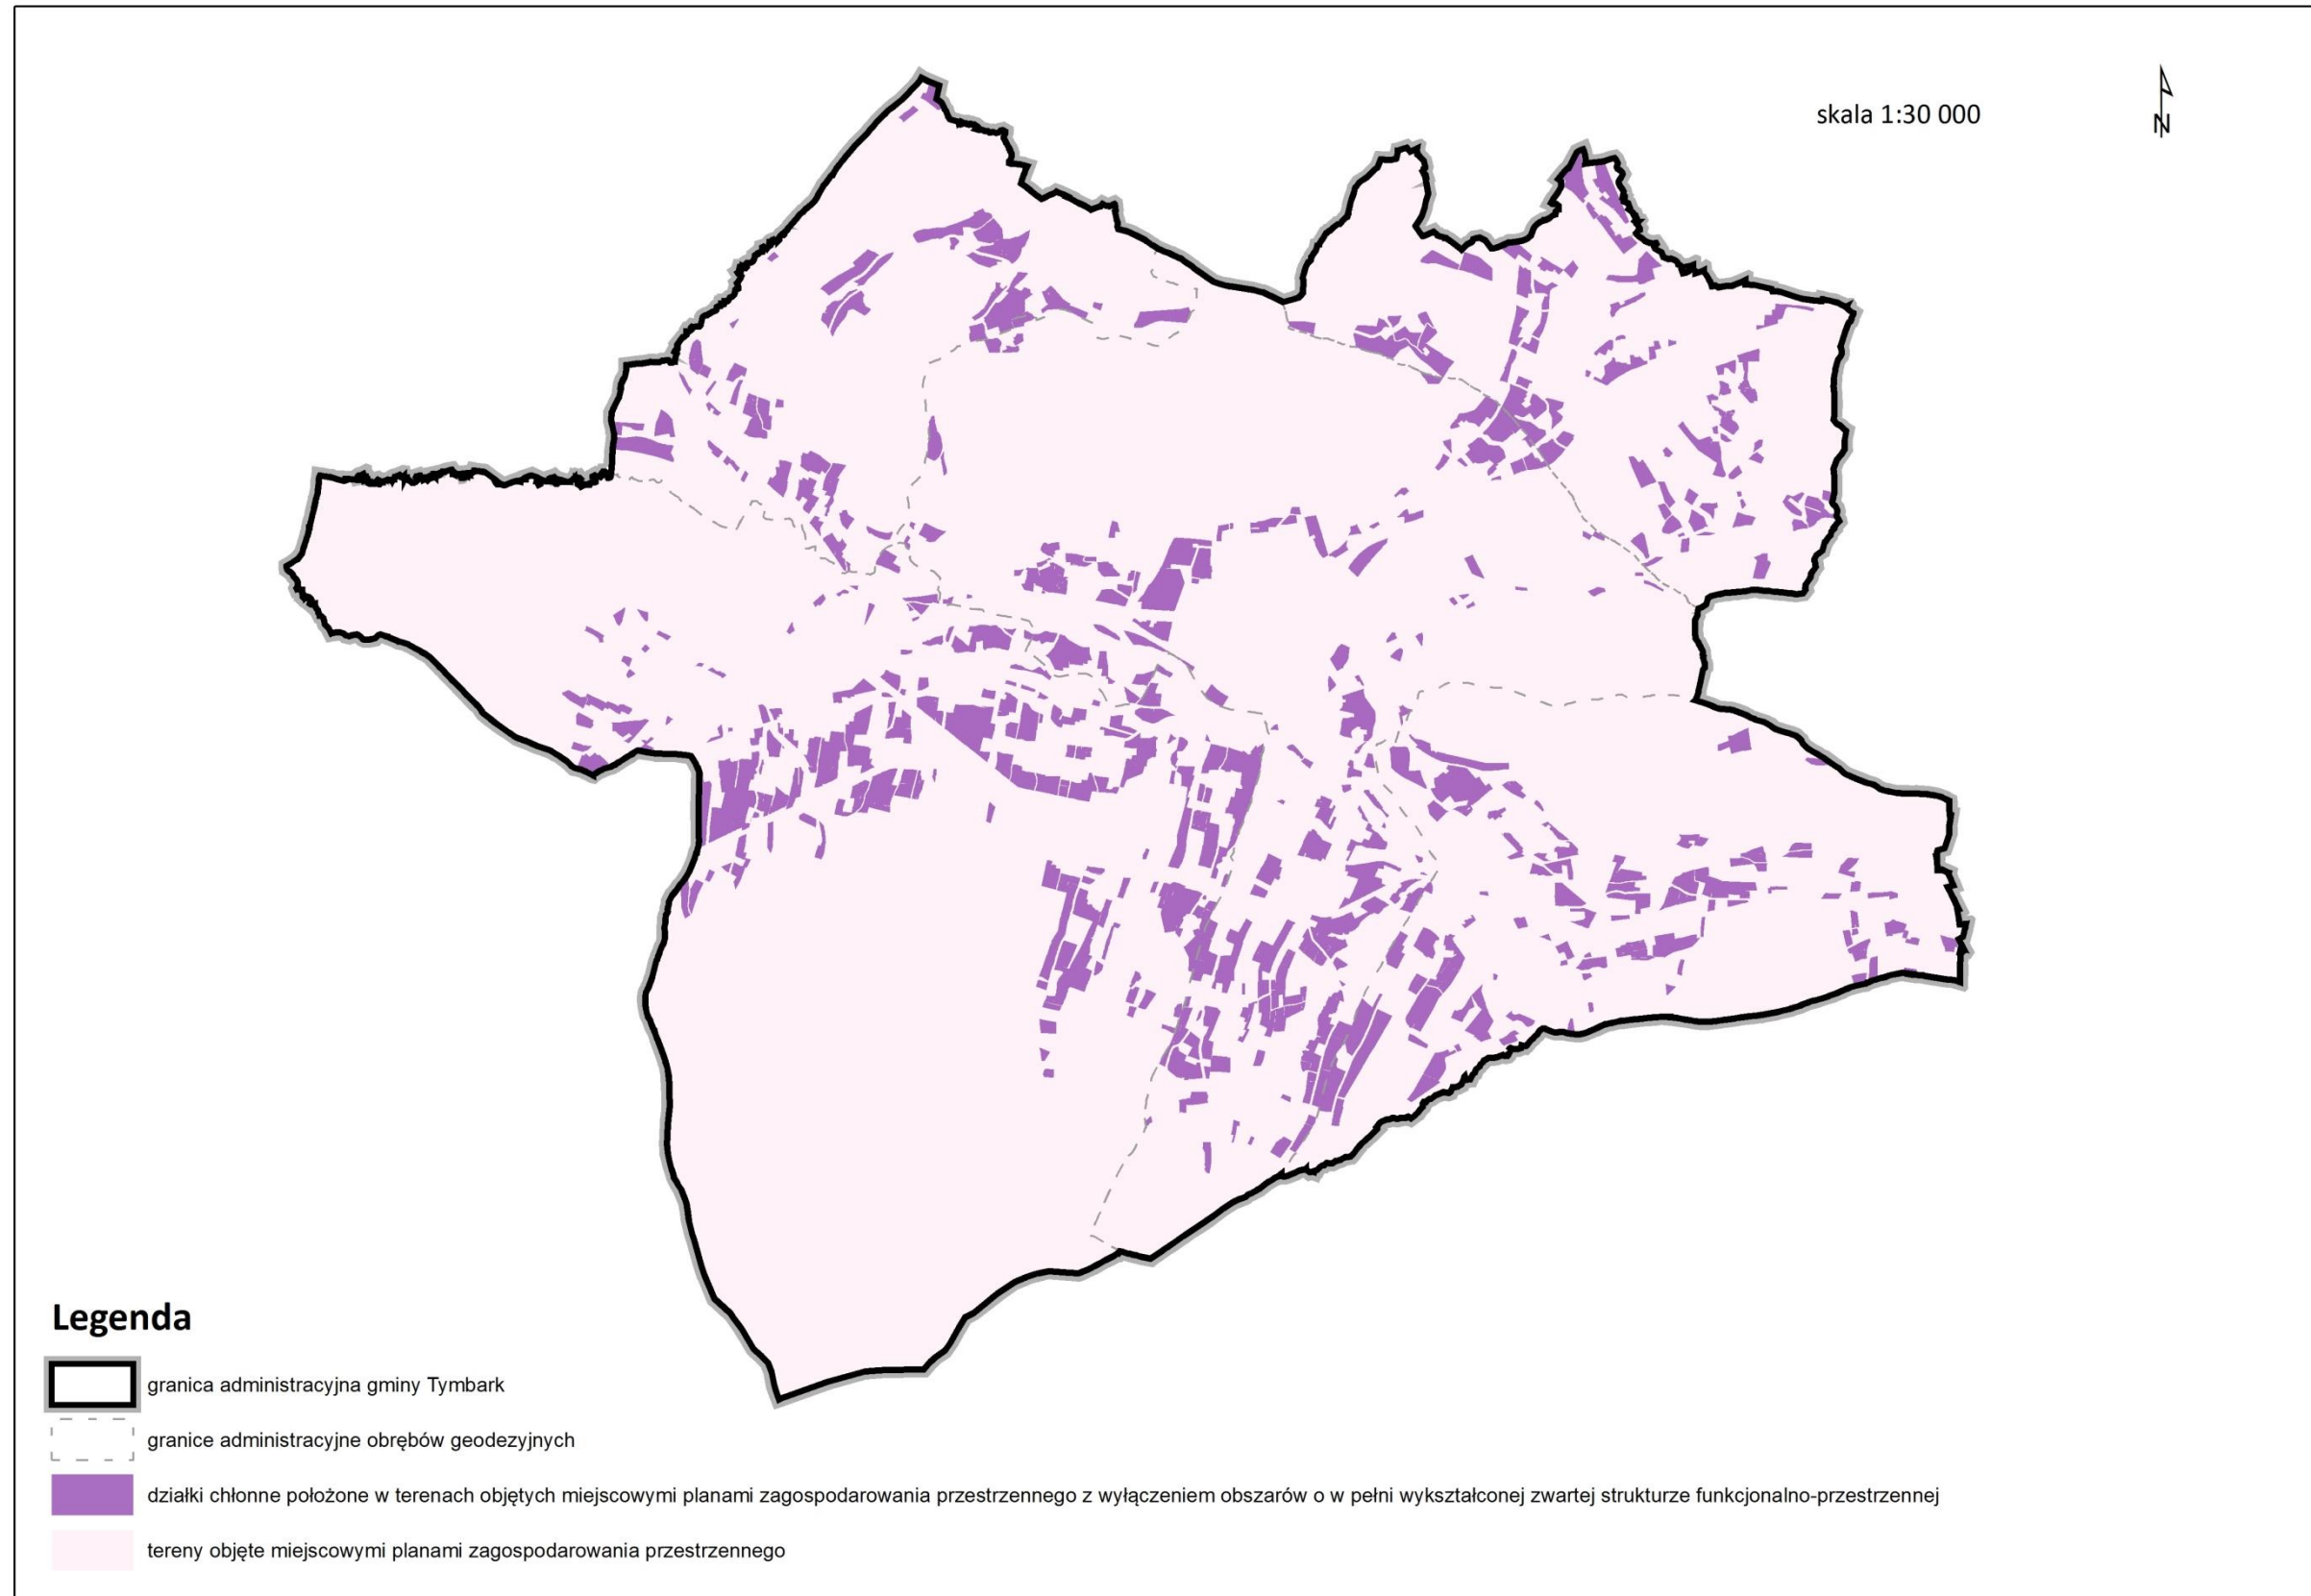 skala 1:30 000
N
Legenda
granica administracyjna gminy Tymbark
granice administracyjne obrębów geodezyjnych
działki chłonne położone w terenach objętych miejscowymi planami zagospodarowania przestrzennego z wyłączeniem obszarów o w pełni wykształconej zwartej strukturze funkcjonalno-przestrzennej
tereny objęte miejscowymi planami zagospodarowania przestrzennego